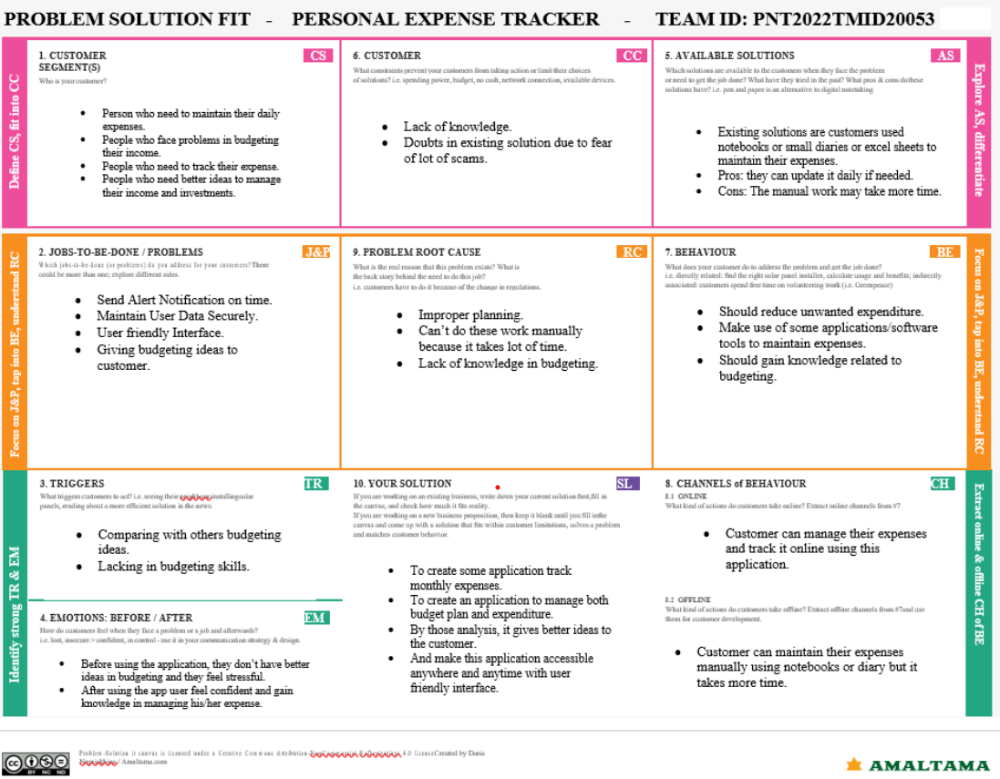 PROBLEM SOLUTION FIT - PERSONAL EXPENSE TRACKER - TEAM ID: PNT2022TMID20053
Define CS, fit into CC
1. CUSTOMER
SEGMENT(S)
CS
Who is your customer?
• Person who need to maintain their daily
expenses.
• People who face problems in budgeting
their income.
• People who need to track their expense.
• People who need better ideas to manage
their income and investments.
6. CUSTOMER
CC
What constraints prevent your customers from taking action or limit their choices
of solutions? i.e. spending power, budget, no cash, network connection, available devices.
• Lack of knowledge.
• Doubts in existing solution due to fear
of lot of scams.
5. AVAILABLE SOLUTIONS
AS
Which solutions are available to the customers when they face the problem
or need to get the job done? What have they tried in the past? What pros & cons do these
solutions have? i.e. pen and paper is an alternative to digital notetaking
• Existing solutions are customers used
notebooks or small diaries or excel sheets to
maintain their expenses.
• Pros: they can update it daily if needed.
• Cons: The manual work may take more time.
Explore AS, differentiate
Focus on J&P, tap into BE, understand RC
2. JOBS-TO-BE-DONE / PROBLEMS
J&P
Which jobs-to-be-done (or problems) do you address for your customers? There
could be more than one; explore different sides.
• Send Alert Notification on time.
• Maintain User Data Securely.
• User friendly Interface.
• Giving budgeting ideas to
customer.
9. PROBLEM ROOT CAUSE
RC
What is the real reason that this problem exists? What is
the back story behind the need to do this job?
i.e. customers have to do it because of the change in regulations.
• Improper planning.
• Can't do these work manually
because it takes lot of time.
• Lack of knowledge in budgeting.
7. BEHAVIOUR
BE
What does your customer do to address the problem and get the job done?
i.e. directly related: find the right solar panel installer, calculate usage and benefits; indirectly
associated: customers spend free time on volunteering work (i.e. Greenpeace)
• Should reduce unwanted expenditure.
• Make use of some applications/software
tools to maintain expenses.
• Should gain knowledge related to
budgeting.
Focus on J&P, tap into BE, understand RC
Identify strong TR & EM
3. TRIGGERS
TR
What triggers customers to act? i.e. seeing their installing solar
panels, reading about a more efficient solution in the news.
• Comparing with others budgeting
ideas.
• Lacking in budgeting skills.
4. EMOTIONS: BEFORE / AFTER
EM
How do customers feel when they face a problem or a job and afterwards?
i.e. lost, insecure > confident, in control - use it in your communication strategy & design.
• Before using the application, they don't have better
ideas in budgeting and they feel stressful.
• After using the app user feel confident and gain
knowledge in managing his/her expense.
10. YOUR SOLUTION
SL
If you are working on an existing business, write down your current solution first, fill in
the canvas, and check how much it fits reality.
If you are working on a new business proposition, then keep it blank until you fill in the
canvas and come up with a solution that fits within customer limitations, solves a problem
and matches customer behavior.
• To create some application track
monthly expenses.
• To create an application to manage both
budget plan and expenditure.
• By those analysis, it gives better ideas to
the customer.
• And make this application accessible
anywhere and anytime with user
friendly interface.
8. CHANNELS of BEHAVIOUR
CH
8.1 ONLINE
What kind of actions do customers take online? Extract online channels from #7
• Customer can manage their expenses
and track it online using this
application.
8.2 OFFLINE
What kind of actions do customers take offline? Extract offline channels from #7 and use
them for customer development.
• Customer can maintain their expenses
manually using notebooks or diary but it
takes more time.
Extract online & offline CH of BE
cc BY NC ND
Problem-Solution it canvas is licensed under a Creative Commons Attribution- 4.0 licenseCreated by Daria
/ Amaltama.com
AMALTAMA